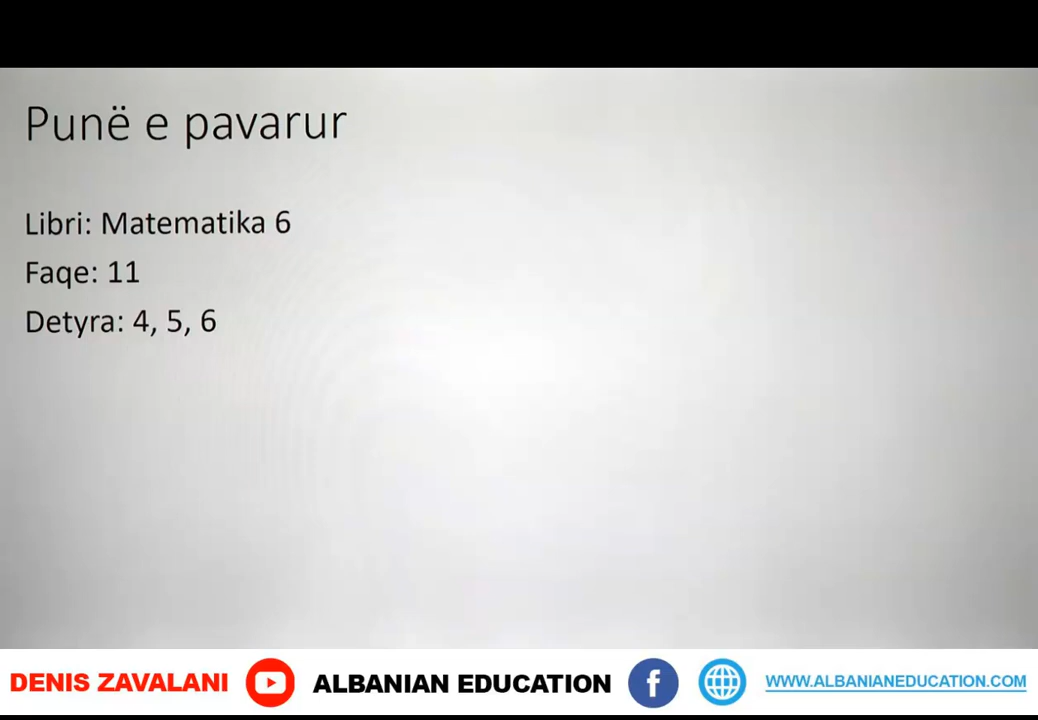 Punë e pavarur
Libri: Matematika 6
Faqe: 11
Detyra: 4, 5, 6
DENIS ZAVALANI ALBANIAN EDUCATION WWW.ALBANIANEDUCATION.COM